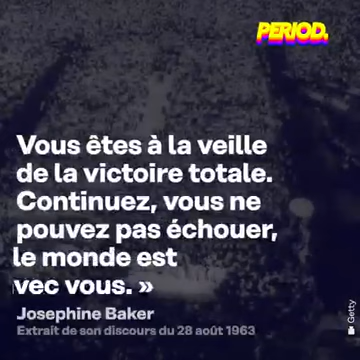 PERIOD.
Vous êtes à la veille
de la victoire totale.
Continuez, vous ne
pouvez pas échouer,
le monde est
vec vous. »
Josephine Baker
Extrait de son discours du 28 août 1963
Getty